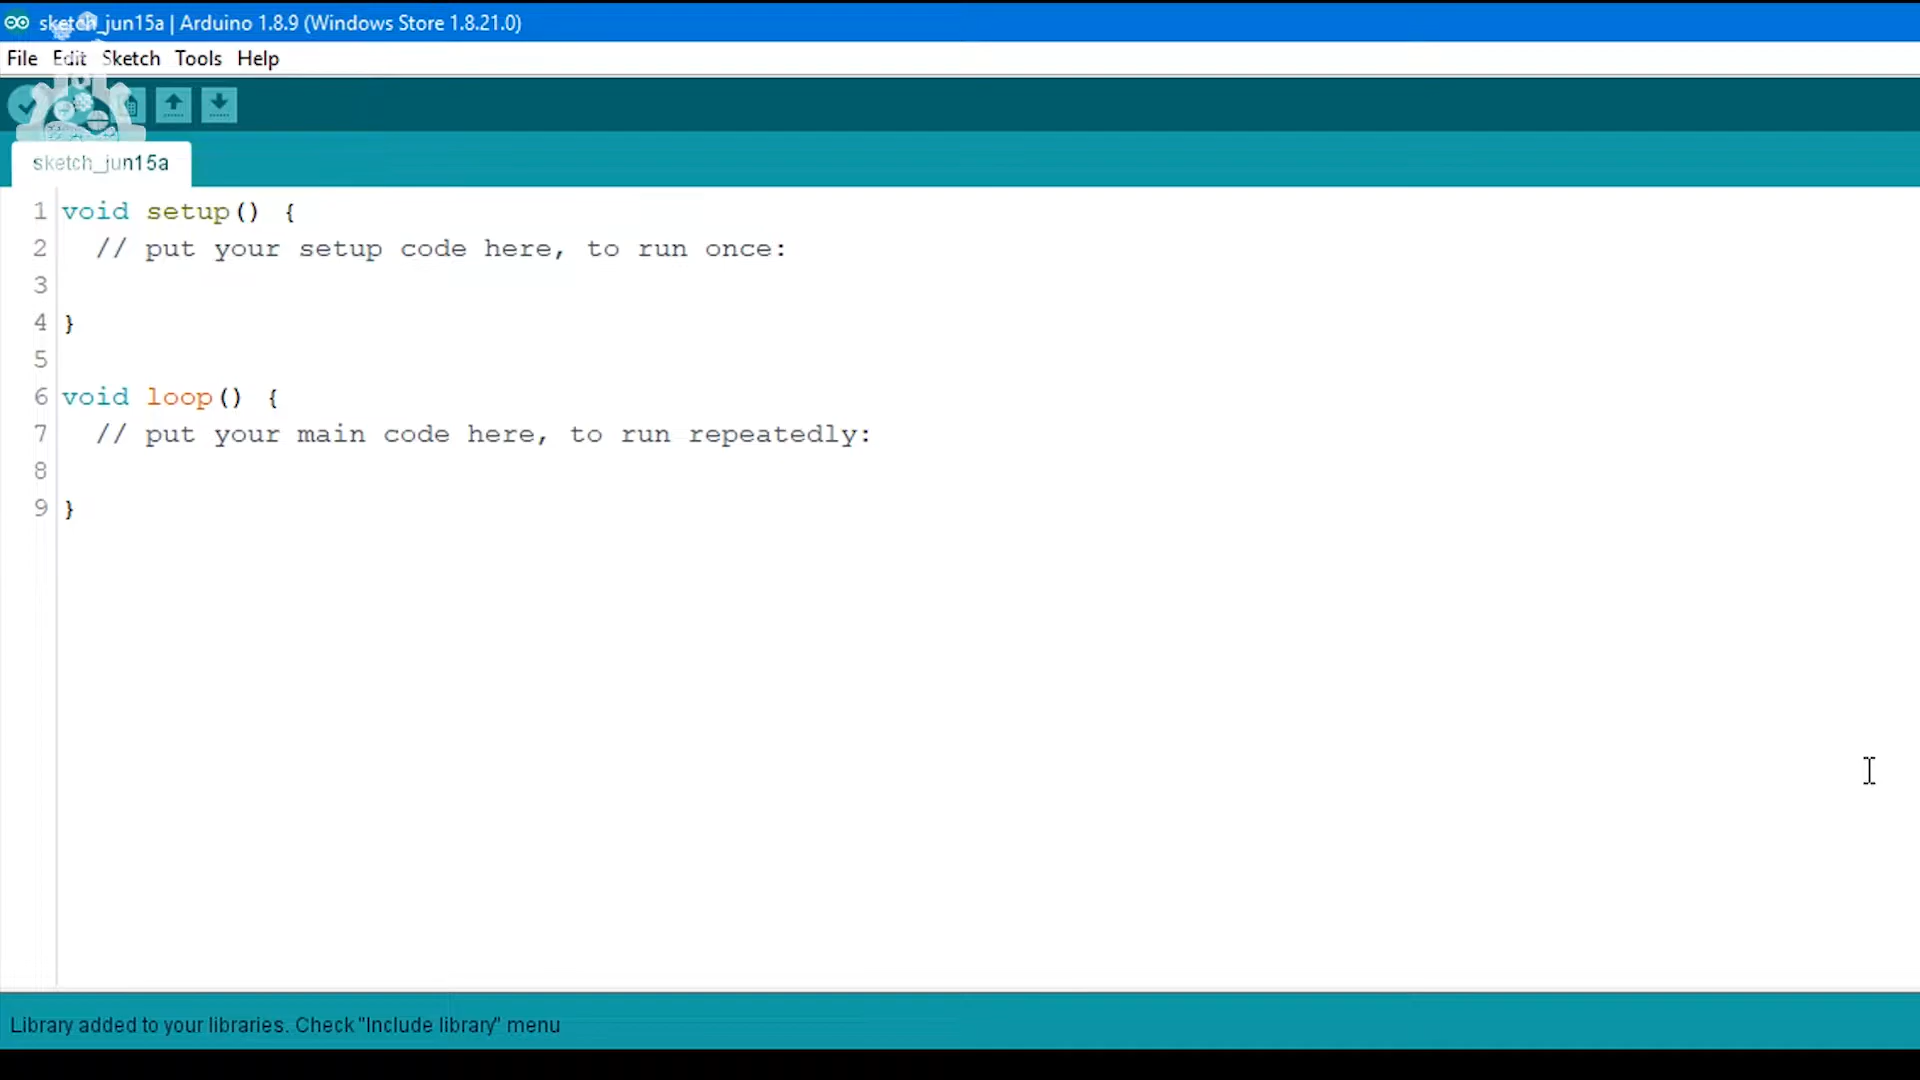 sketch_jun15a | Arduino 1.8.9 (Windows Store 1.8.21.0)
File Edit Sketch Tools Help
sketch_jun15a
1 void setup() {
2 // put your setup code here, to run once:
3
4 }
5
6 void loop() {
7 // put your main code here, to run repeatedly:
8
9 }
Library added to your libraries. Check "Include library" menu